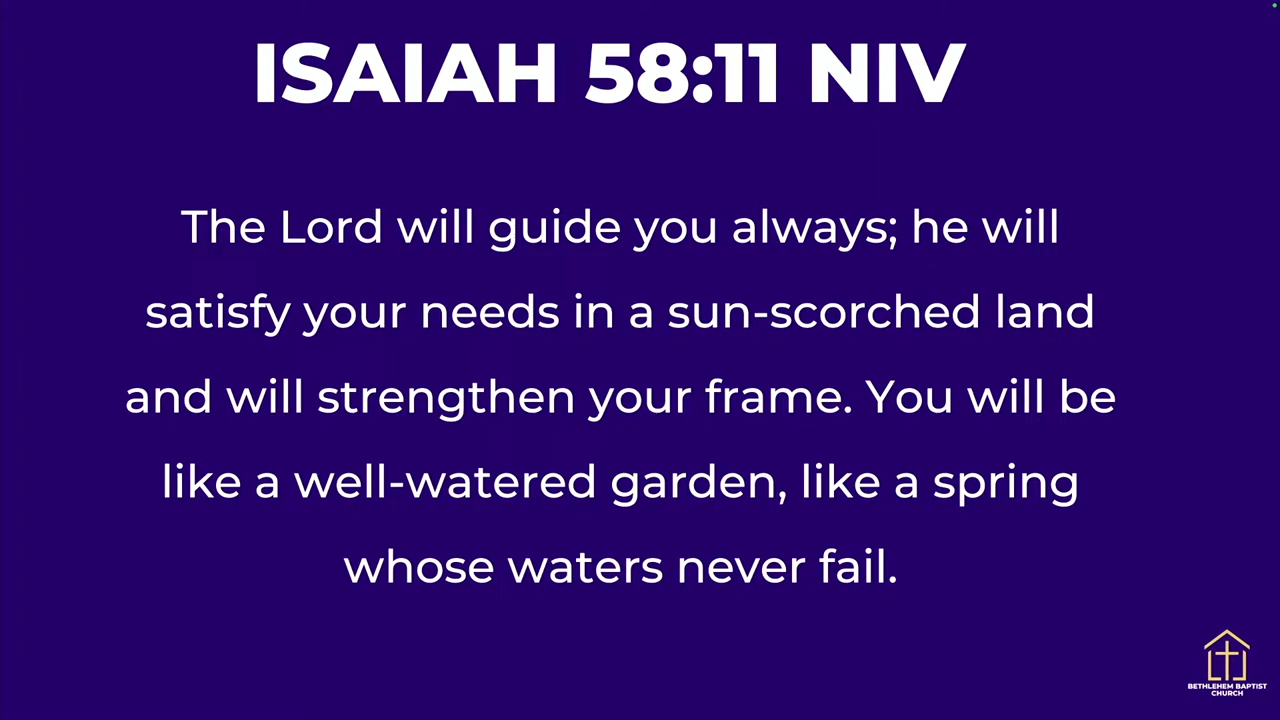 ISAIAH 58:11 NIV
The Lord will guide you always; he will
satisfy your needs in a sun-scorched land
and will strengthen your frame. You will be
like a well-watered garden, like a spring
whose waters never fail.
BETHLEHEM BAPTIST
CHURCH